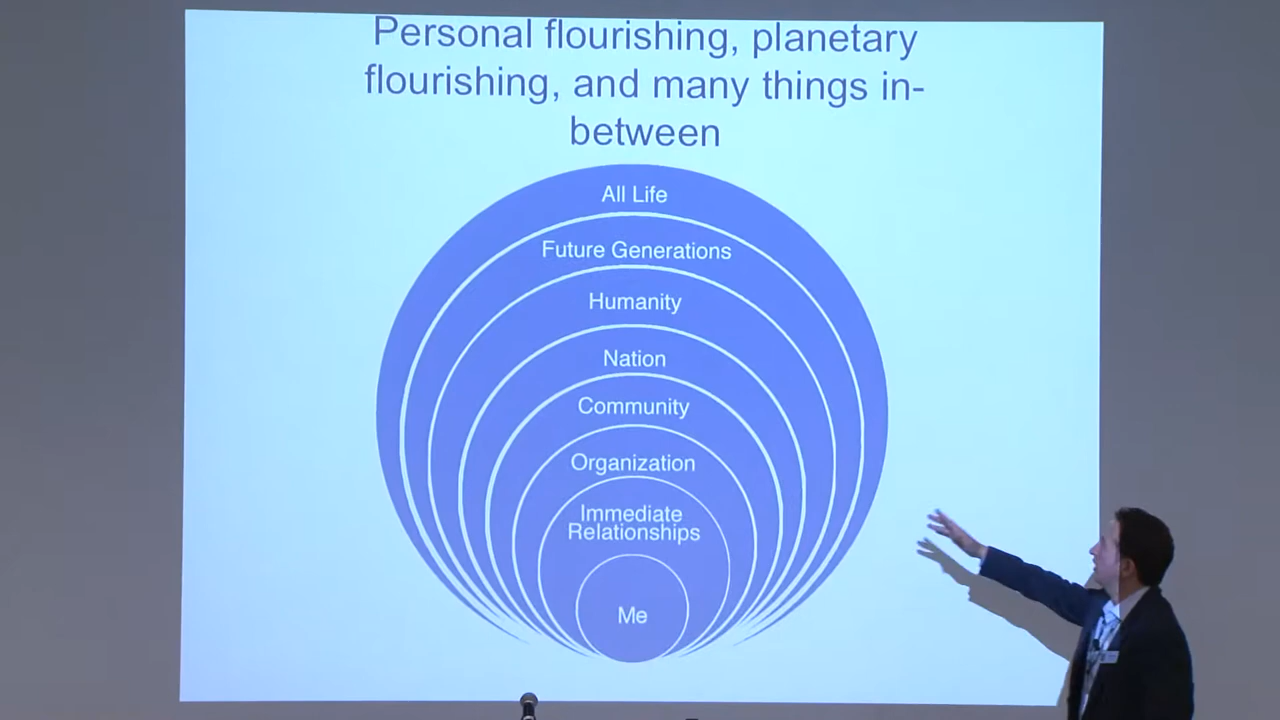 Personal flourishing, planetary
flourishing, and many things in-
between
All Life
Future Generations
Humanity
Nation
Community
Organization
Immediate
Relationships
Me